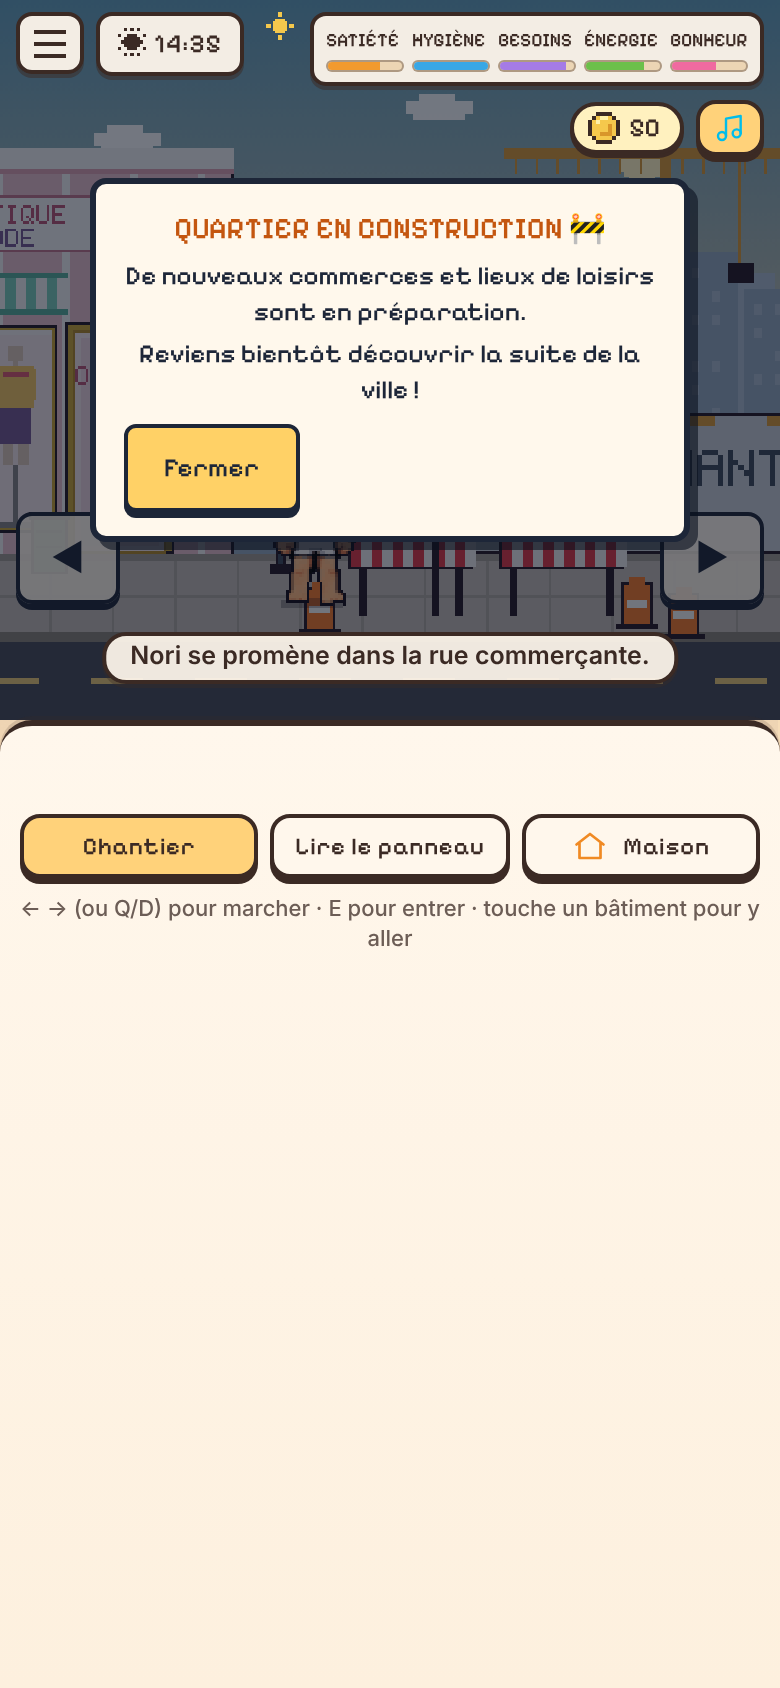 14:38
SATIÉTÉ HYGIÈNE BESOINS ÉNERGIE BONHEUR
80
TIQUE
DE
QUARTIER EN CONSTRUCTION 🚧
De nouveaux commerces et lieux de loisirs
sont en préparation.
Reviens bientôt découvrir la suite de la
ville !
Fermer
ANT
Nori se promène dans la rue commerçante.
Chantier
Lire le panneau
Maison
← → (ou Q/D) pour marcher · E pour entrer · touche un bâtiment pour y
aller